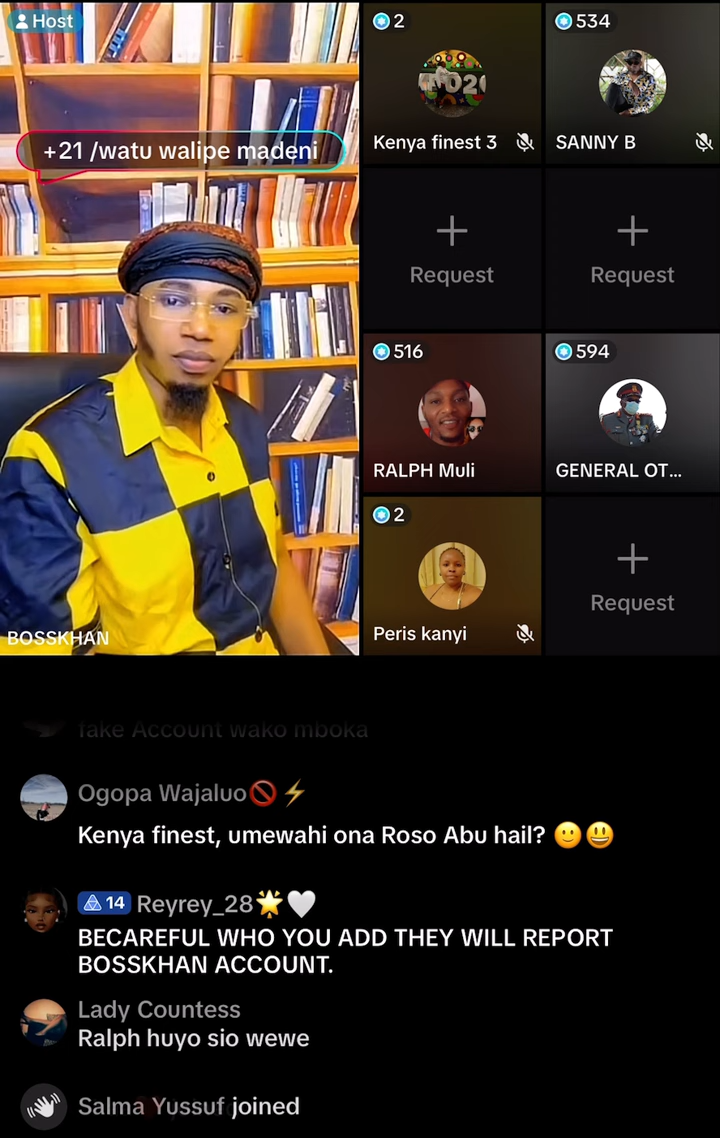 Host
+21 /watu walipe madeni
BOSSKHAN
2
Kenya finest 3
534
SANNY B
Request
Request
516
RALPH Muli
594
GENERAL OT...
2
Peris kanyi
Request
fake Account wako mboka
Ogopa Wajaluo🚫⚡
Kenya finest, umewahi ona Roso Abu hail? 🙂😃
14 Reyrey_28🌟🤍
BECAREFUL WHO YOU ADD THEY WILL REPORT
BOSSKHAN ACCOUNT.
Lady Countess
Ralph huyo sio wewe
Salma Yussuf joined